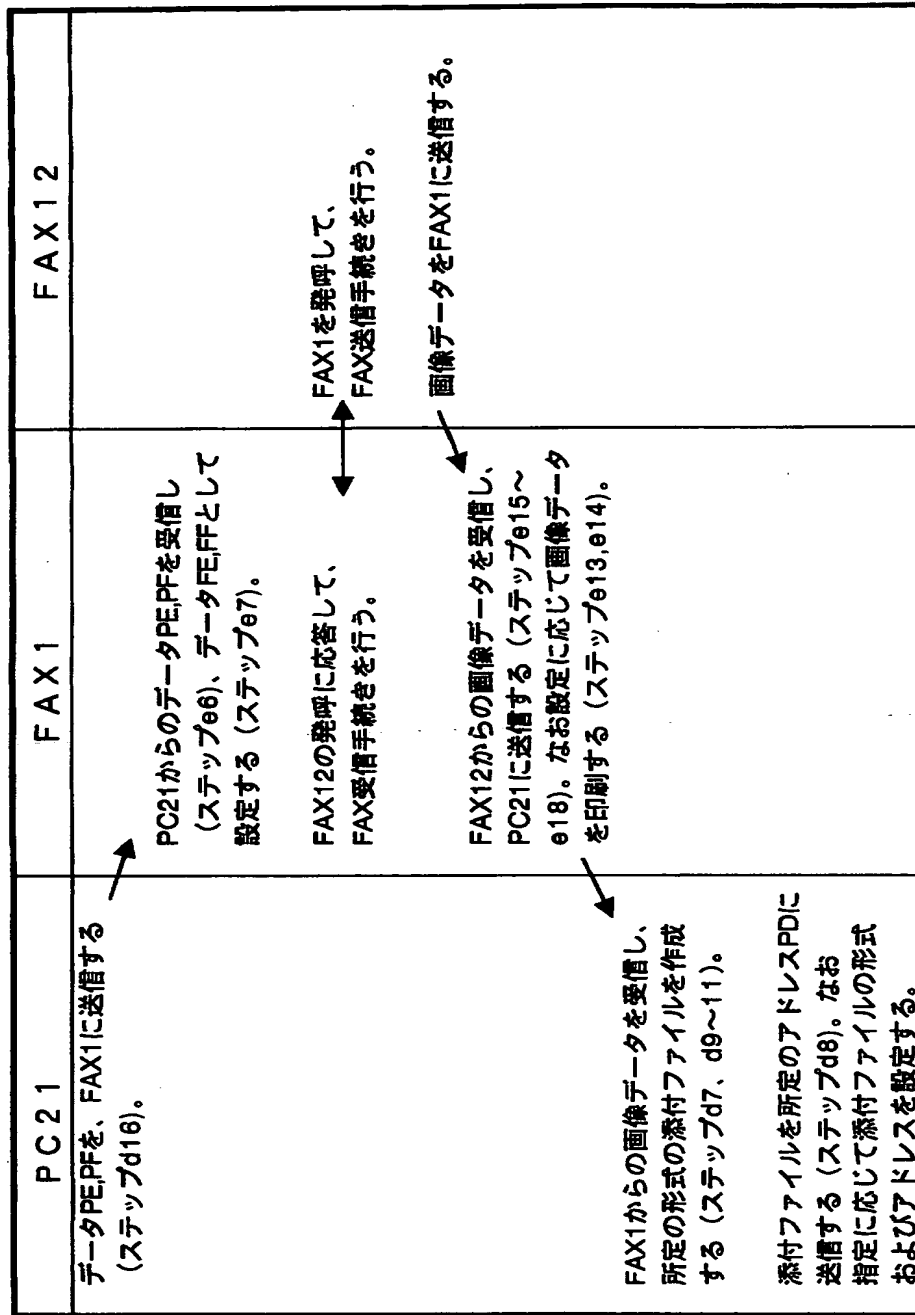 PC21
FAX1
FAX12
データPE,PFを、FAX1に送信する
(ステップd16)。
PC21からのデータPE,PFを受信し
(ステップe6)、データFE,FFとして
設定する(ステップe7)。
FAX12の発呼に応答して、
FAX受信手続きを行う。
FAX1を発呼して、
FAX送信手続きを行う。
画像データをFAX1に送信する。
FAX12からの画像データを受信し、
PC21に送信する(ステップe15～
e18)。なお設定に応じて画像データ
を印刷する(ステップe13,e14)。
FAX1からの画像データを受信し、
所定の形式の添付ファイルを作成
する(ステップd7、d9～11)。
添付ファイルを所定のアドレスPDに
送信する(ステップd8)。なお
指定に応じて添付ファイルの形式
およびアドレスを設定する。